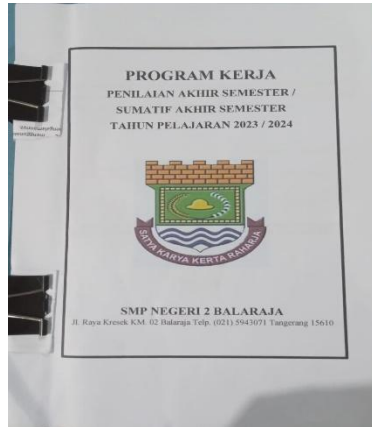 PROGRAM KERJA
PENILAIAN AKHIR SEMESTER /
SUMATIF AKHIR SEMESTER
TAHUN PELAJARAN 2023 / 2024
SATYA KARYA KERTA RAHARJA
SMP NEGERI 2 BALARAJA
Jl. Raya Kresek KM. 02 Balaraja Telp. (021) 5943071 Tangerang 15610